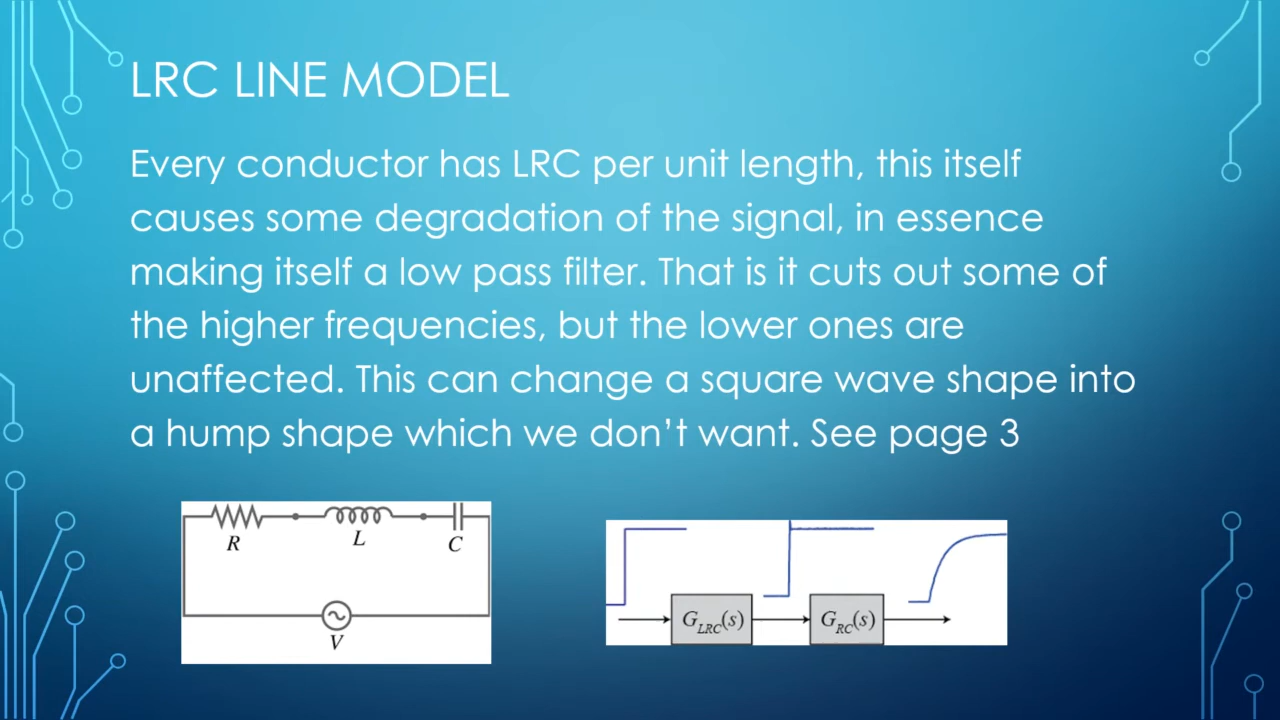 LRC LINE MODEL
Every conductor has LRC per unit length, this itself
causes some degradation of the signal, in essence
making itself a low pass filter. That is it cuts out some of
the higher frequencies, but the lower ones are
unaffected. This can change a square wave shape into
a hump shape which we don’t want. See page 3
R L C
V
G_LRC(s) G_RC(s)